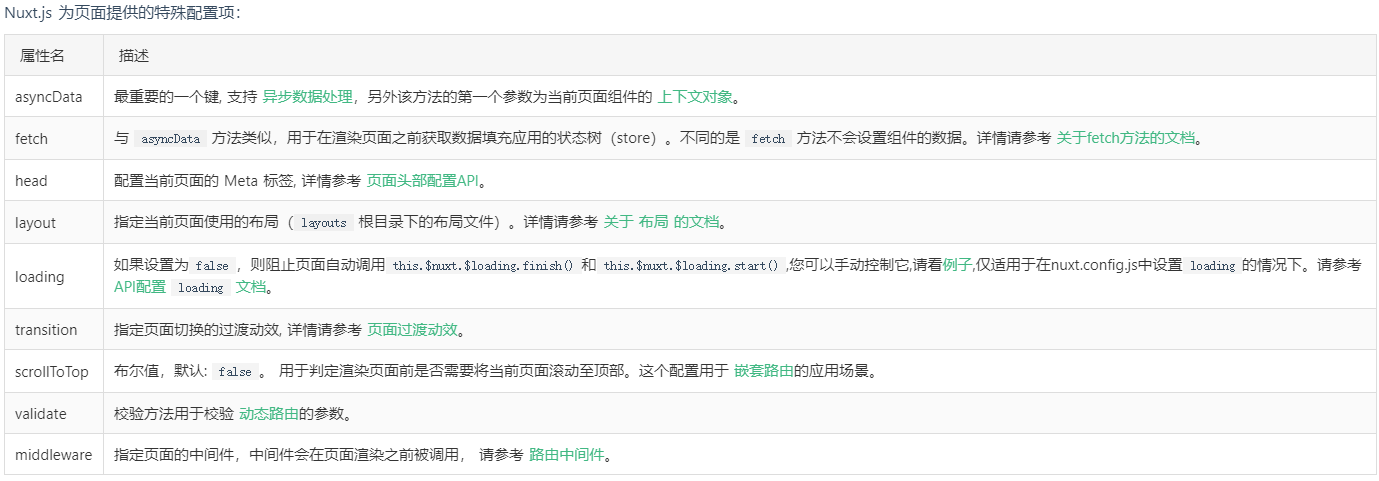 Nuxt.js 为页面提供的特殊配置项：
属性名 描述
asyncData 最重要的一个键, 支持 异步数据处理，另外该方法的第一个参数为当前页面组件的 上下文对象。
fetch 与 asyncData 方法类似，用于在渲染页面之前获取数据填充应用的状态树（store）。不同的是 fetch 方法不会设置组件的数据。详情请参考 关于fetch方法的文档。
head 配置当前页面的 Meta 标签, 详情参考 页面头部配置API。
layout 指定当前页面使用的布局（ layouts 根目录下的布局文件）。详情请参考 关于 布局 的文档。
loading 如果设置为 false ，则阻止页面自动调用 this.$nuxt.$loading.finish() 和 this.$nuxt.$loading.start() ,您可以手动控制它,请看例子,仅适用于在nuxt.config.js中设置 loading 的情况下。请参考
API配置 loading 文档。
transition 指定页面切换的过渡动效, 详情请参考 页面过渡动效。
scrollToTop 布尔值，默认: false 。 用于判定渲染页面前是否需要将当前页面滚动至顶部。这个配置用于 嵌套路由的应用场景。
validate 校验方法用于校验 动态路由的参数。
middleware 指定页面的中间件，中间件会在页面渲染之前被调用， 请参考 路由中间件。